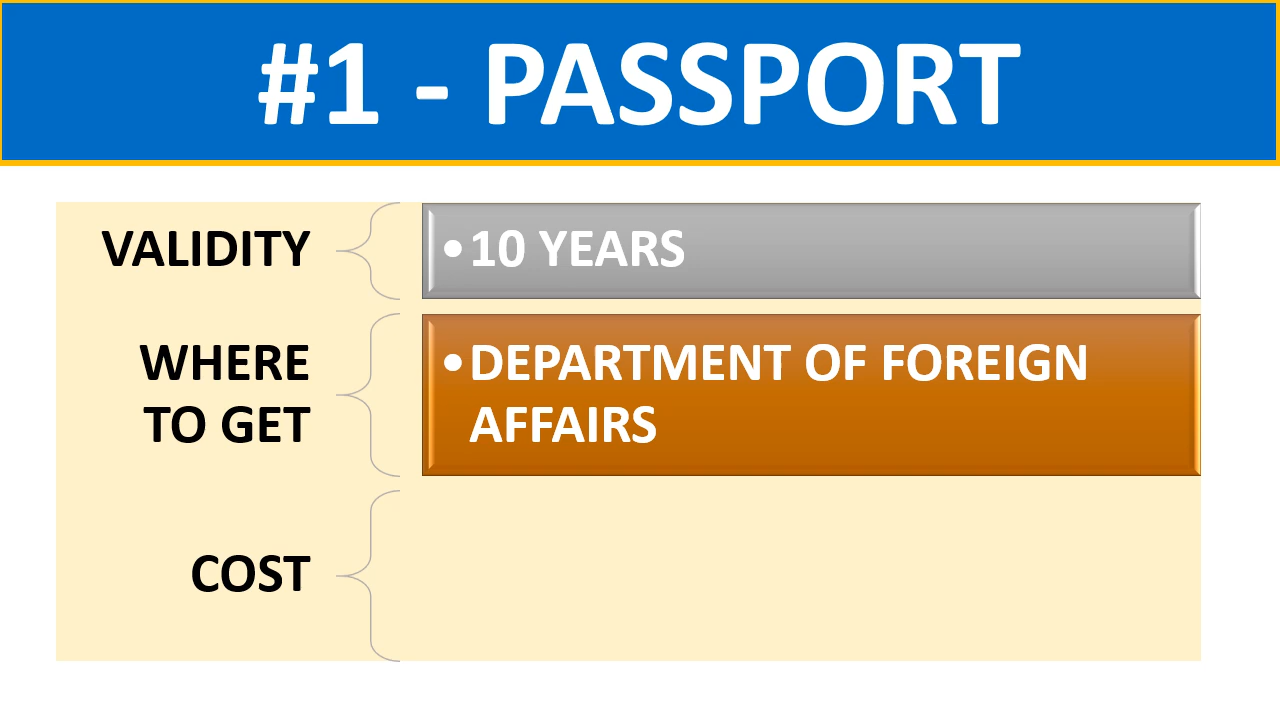 #1 - PASSPORT
VALIDITY
•10 YEARS
WHERE
TO GET
•DEPARTMENT OF FOREIGN
AFFAIRS
COST